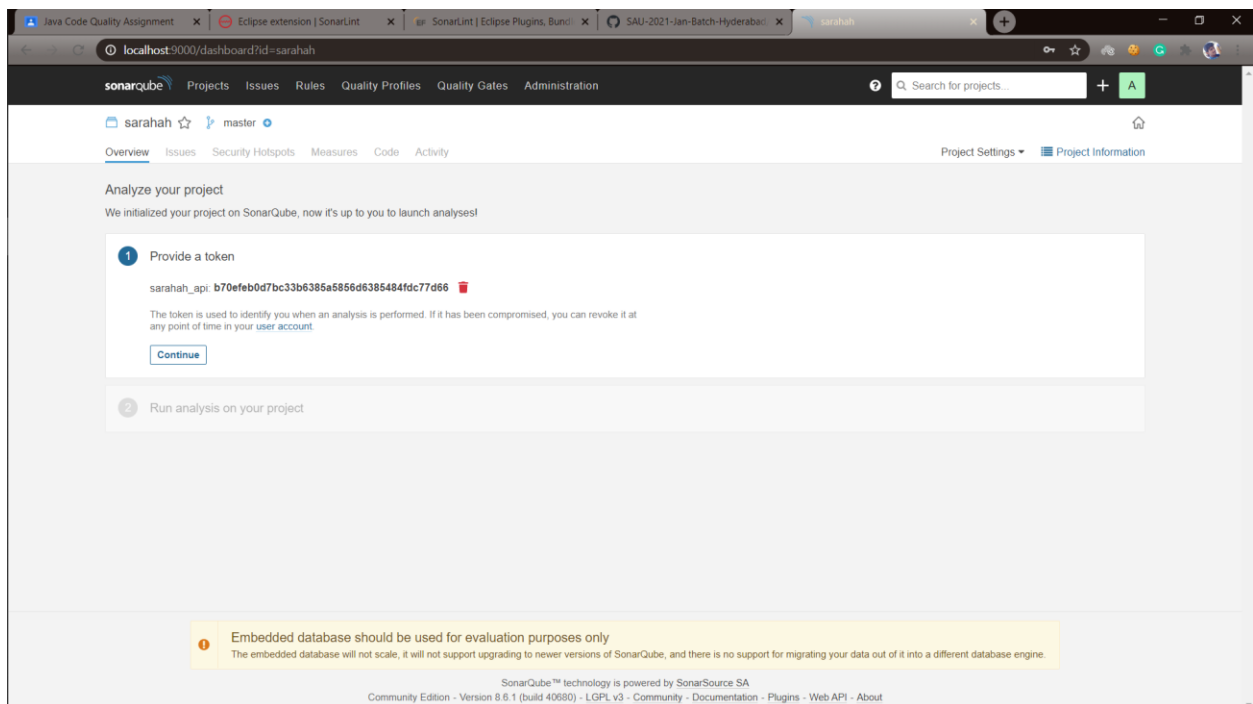 Java Code Quality Assignment
Eclipse extension | SonarLint
SonarLint | Eclipse Plugins, Bundl
SAU-2021-Jan-Batch-Hyderabad
sarahah
localhost:9000/dashboard?id=sarahah
sonarqube Projects Issues Rules Quality Profiles Quality Gates Administration
Search for projects...
A
sarahah master
Overview Issues Security Hotspots Measures Code Activity
Project Settings Project Information
Analyze your project
We initialized your project on SonarQube, now it's up to you to launch analyses!
1 Provide a token
sarahah_api: b70efeb0d7bc33b6385a5856d6385484fdc77d66
The token is used to identify you when an analysis is performed. If it has been compromised, you can revoke it at
any point of time in your user account.
Continue
2 Run analysis on your project
Embedded database should be used for evaluation purposes only
The embedded database will not scale, it will not support upgrading to newer versions of SonarQube, and there is no support for migrating your data out of it into a different database engine.
SonarQube™ technology is powered by SonarSource SA
Community Edition - Version 8.6.1 (build 40680) - LGPL v3 - Community - Documentation - Plugins - Web API - About